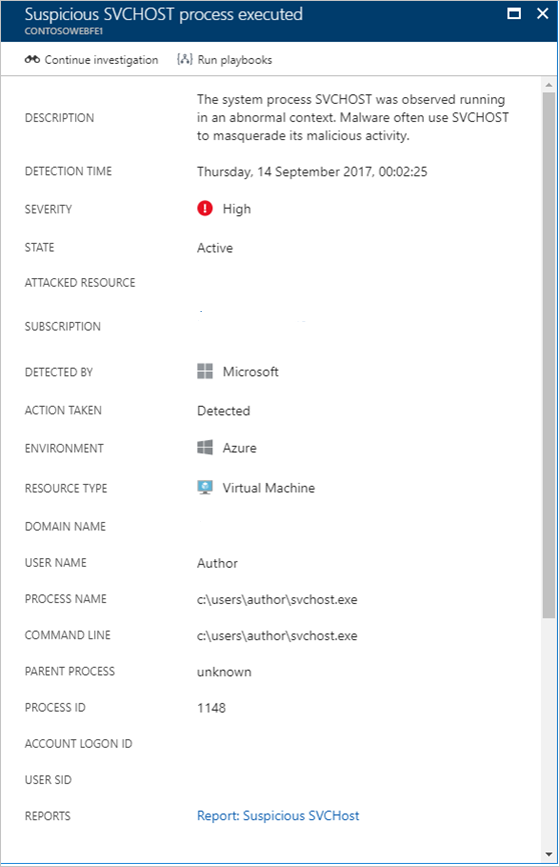 Suspicious SVCHOST process executed
CONTOSOWEBFE1
Continue investigation Run playbooks
DESCRIPTION The system process SVCHOST was observed running
in an abnormal context. Malware often use SVCHOST
to masquerade its malicious activity.
DETECTION TIME Thursday, 14 September 2017, 00:02:25
SEVERITY High
STATE Active
ATTACKED RESOURCE
SUBSCRIPTION
DETECTED BY Microsoft
ACTION TAKEN Detected
ENVIRONMENT Azure
RESOURCE TYPE Virtual Machine
DOMAIN NAME
USER NAME Author
PROCESS NAME c:\users\author\svchost.exe
COMMAND LINE c:\users\author\svchost.exe
PARENT PROCESS unknown
PROCESS ID 1148
ACCOUNT LOGON ID
USER SID
REPORTS Report: Suspicious SVCHost